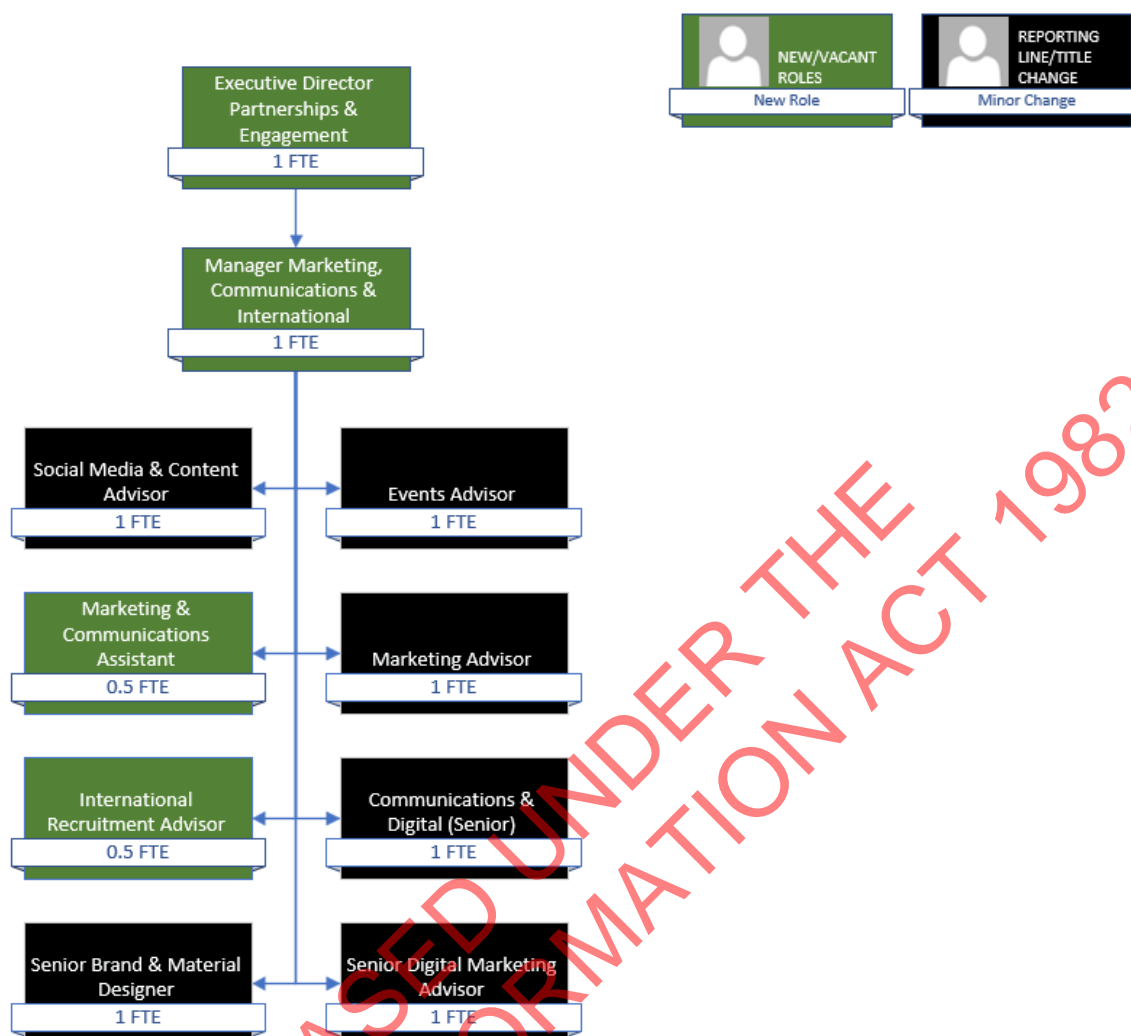 NEW/VACANT
ROLES
New Role
REPORTING
LINE/TITLE
CHANGE
Minor Change
Executive Director
Partnerships &
Engagement
1 FTE
Manager Marketing,
Communications &
International
1 FTE
Social Media & Content
Advisor
1 FTE
Events Advisor
1 FTE
Marketing &
Communications
Assistant
0.5 FTE
Marketing Advisor
1 FTE
International
Recruitment Advisor
0.5 FTE
Communications &
Digital (Senior)
1 FTE
Senior Brand & Material
Designer
1 FTE
Senior Digital Marketing
Advisor
1 FTE
UNDER THE
ACT 1982